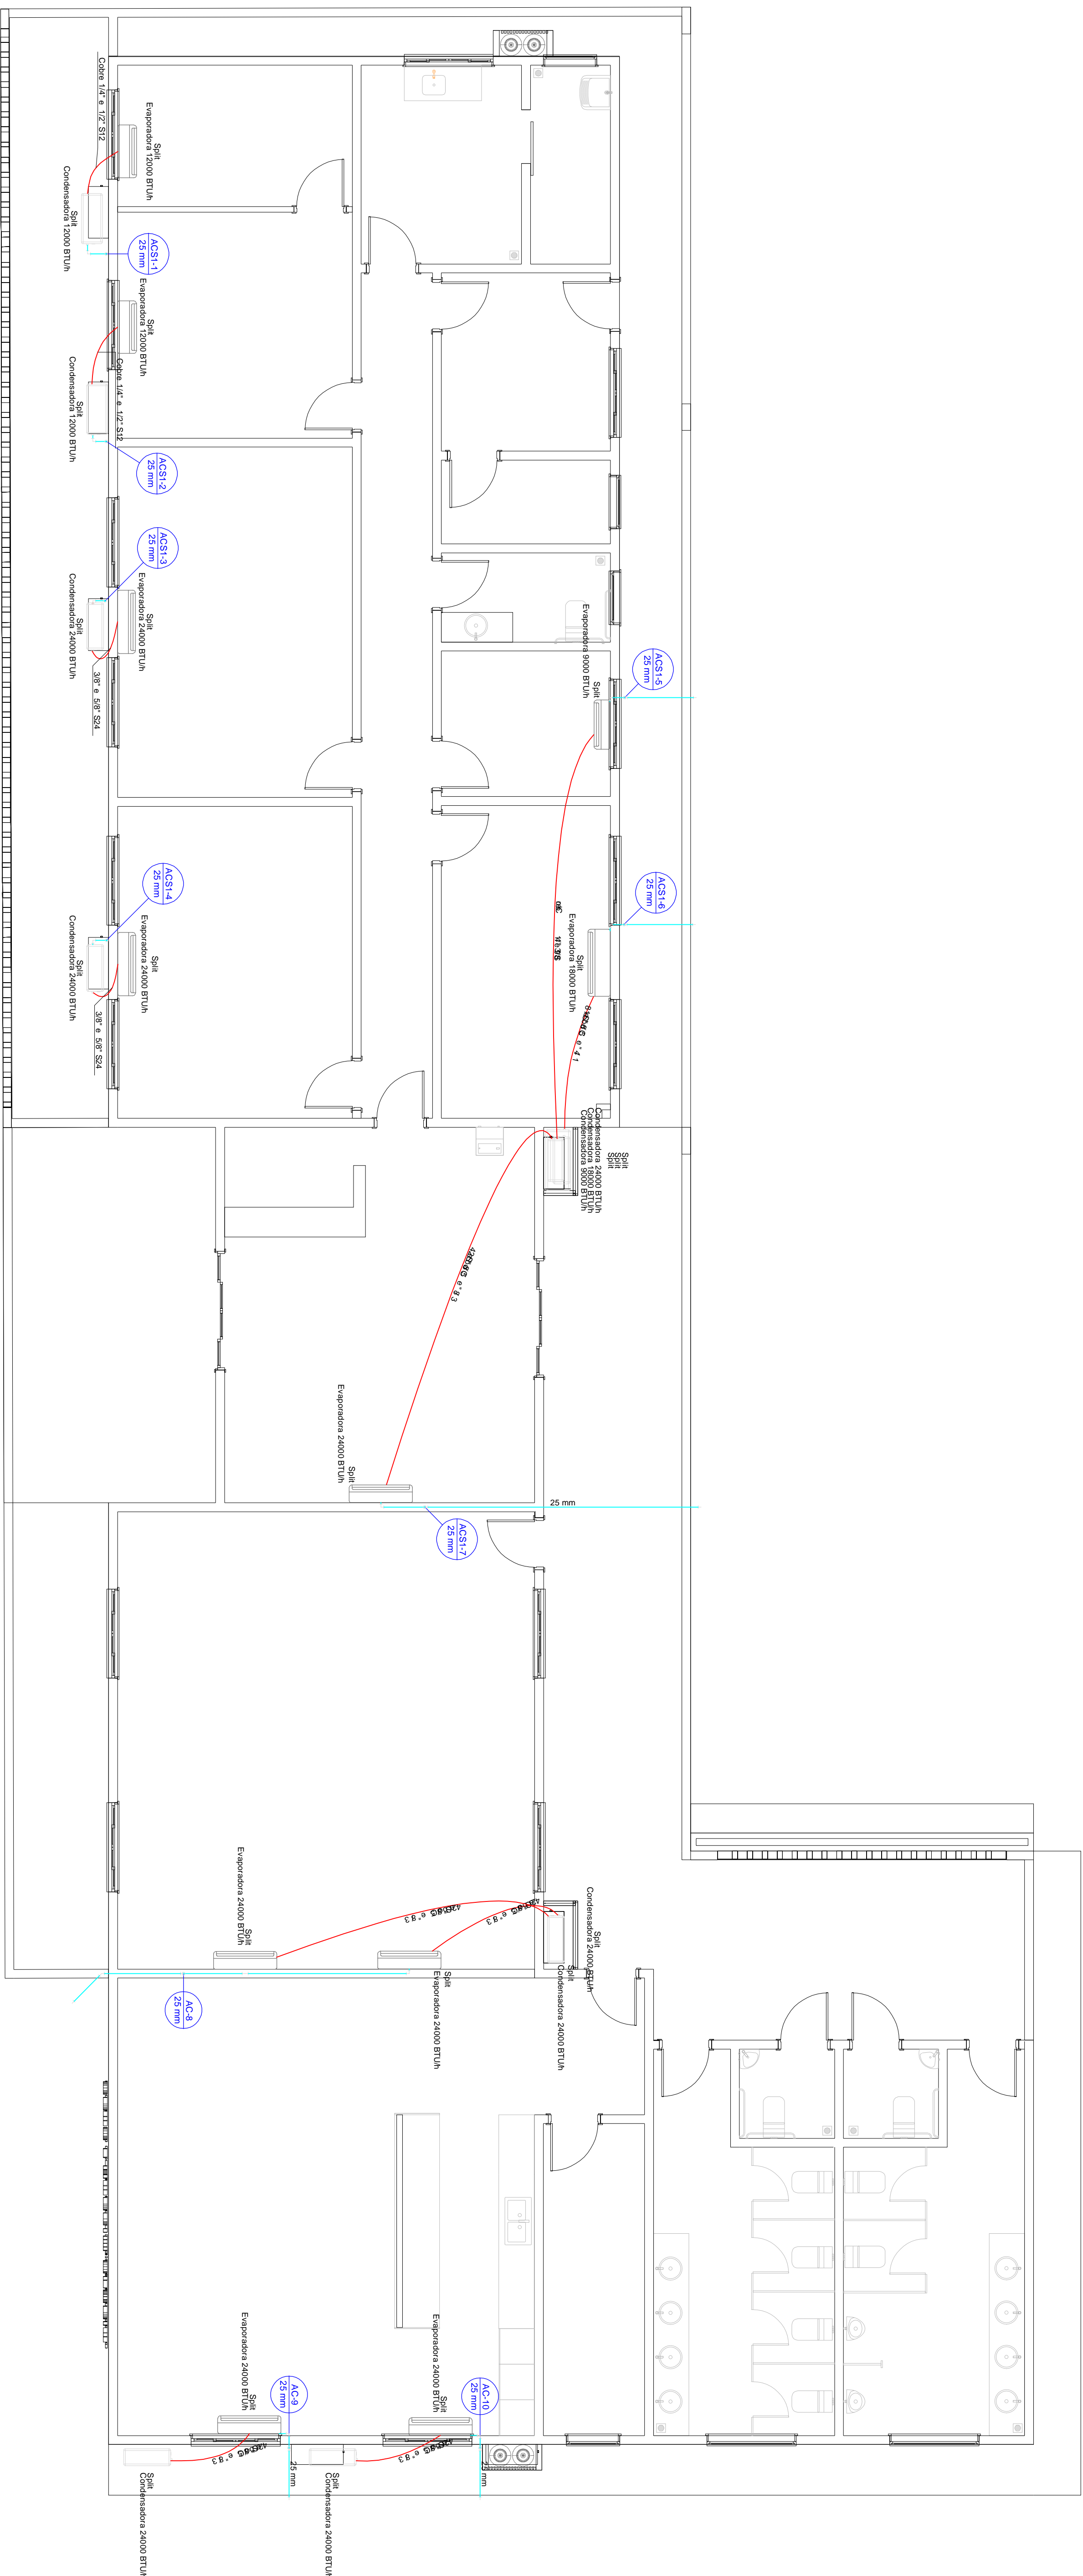 Cobre 1/4" e 1/2" S12
Split
Evaporadora 12000 BTU/h
Split
Condensadora 12000 BTU/h
ACS1-1
25 mm
Split
Evaporadora 12000 BTU/h
Cobre 1/4" e 1/2" S12
Split
Condensadora 12000 BTU/h
ACS1-2
25 mm
ACS1-3
25 mm
Split
Evaporadora 24000 BTU/h
Split
Condensadora 24000 BTU/h
3/8" e 5/8" S24
Split
Evaporadora 9000 BTU/h
ACS1-5
25 mm
ACS1-4
25 mm
Split
Evaporadora 24000 BTU/h
Split
Condensadora 24000 BTU/h
3/8" e 5/8" S24
ACS1-6
25 mm
Split
Evaporadora 18000 BTU/h
Split
Split
Split
Condensadora 24000 BTU/h
Condensadora 18000 BTU/h
Condensadora 9000 BTU/h
Split
Evaporadora 24000 BTU/h
25 mm
ACS1-7
25 mm
Split
Evaporadora 24000 BTU/h
Split
Condensadora 24000 BTU/h
Split
Condensadora 24000 BTU/h
Split
Evaporadora 24000 BTU/h
AC-8
25 mm
Split
Evaporadora 24000 BTU/h
Split
Evaporadora 24000 BTU/h
AC-9
25 mm
AC-10
25 mm
25 mm
Split
Condensadora 24000 BTU/h
Split
Condensadora 24000 BTU/h